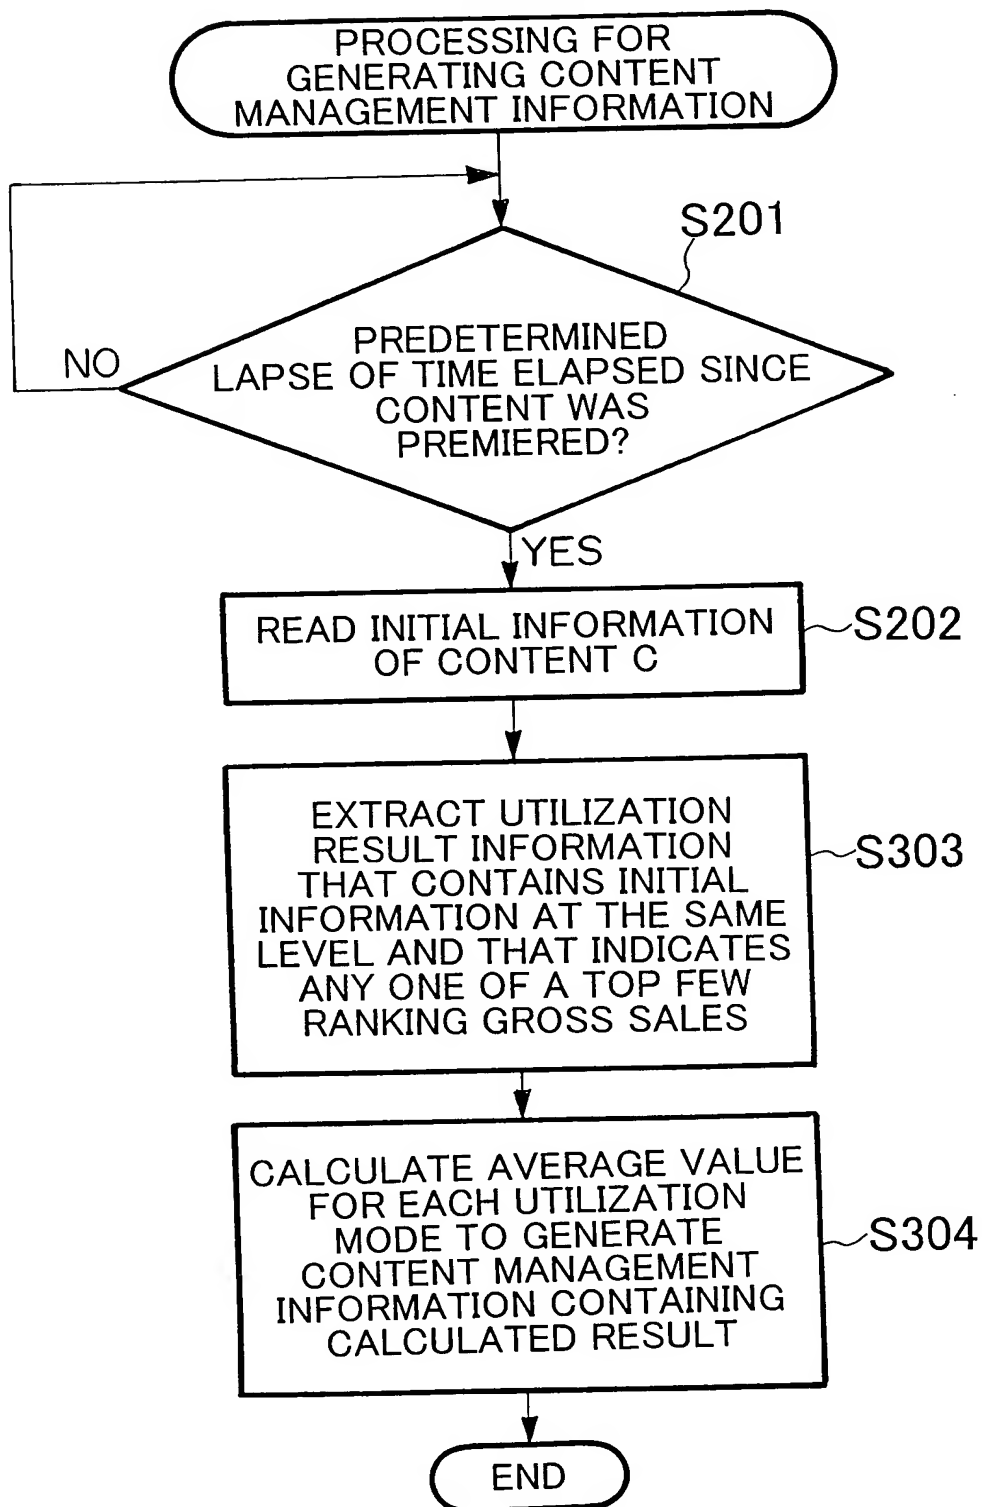 PROCESSING FOR
GENERATING CONTENT
MANAGEMENT INFORMATION
S201
PREDETERMINED
LAPSE OF TIME ELAPSED SINCE
CONTENT WAS
PREMIERED?
NO
YES
READ INITIAL INFORMATION
OF CONTENT C
S202
EXTRACT UTILIZATION
RESULT INFORMATION
THAT CONTAINS INITIAL
INFORMATION AT THE SAME
LEVEL AND THAT INDICATES
ANY ONE OF A TOP FEW
RANKING GROSS SALES
S303
CALCULATE AVERAGE VALUE
FOR EACH UTILIZATION
MODE TO GENERATE
CONTENT MANAGEMENT
INFORMATION CONTAINING
CALCULATED RESULT
S304
END